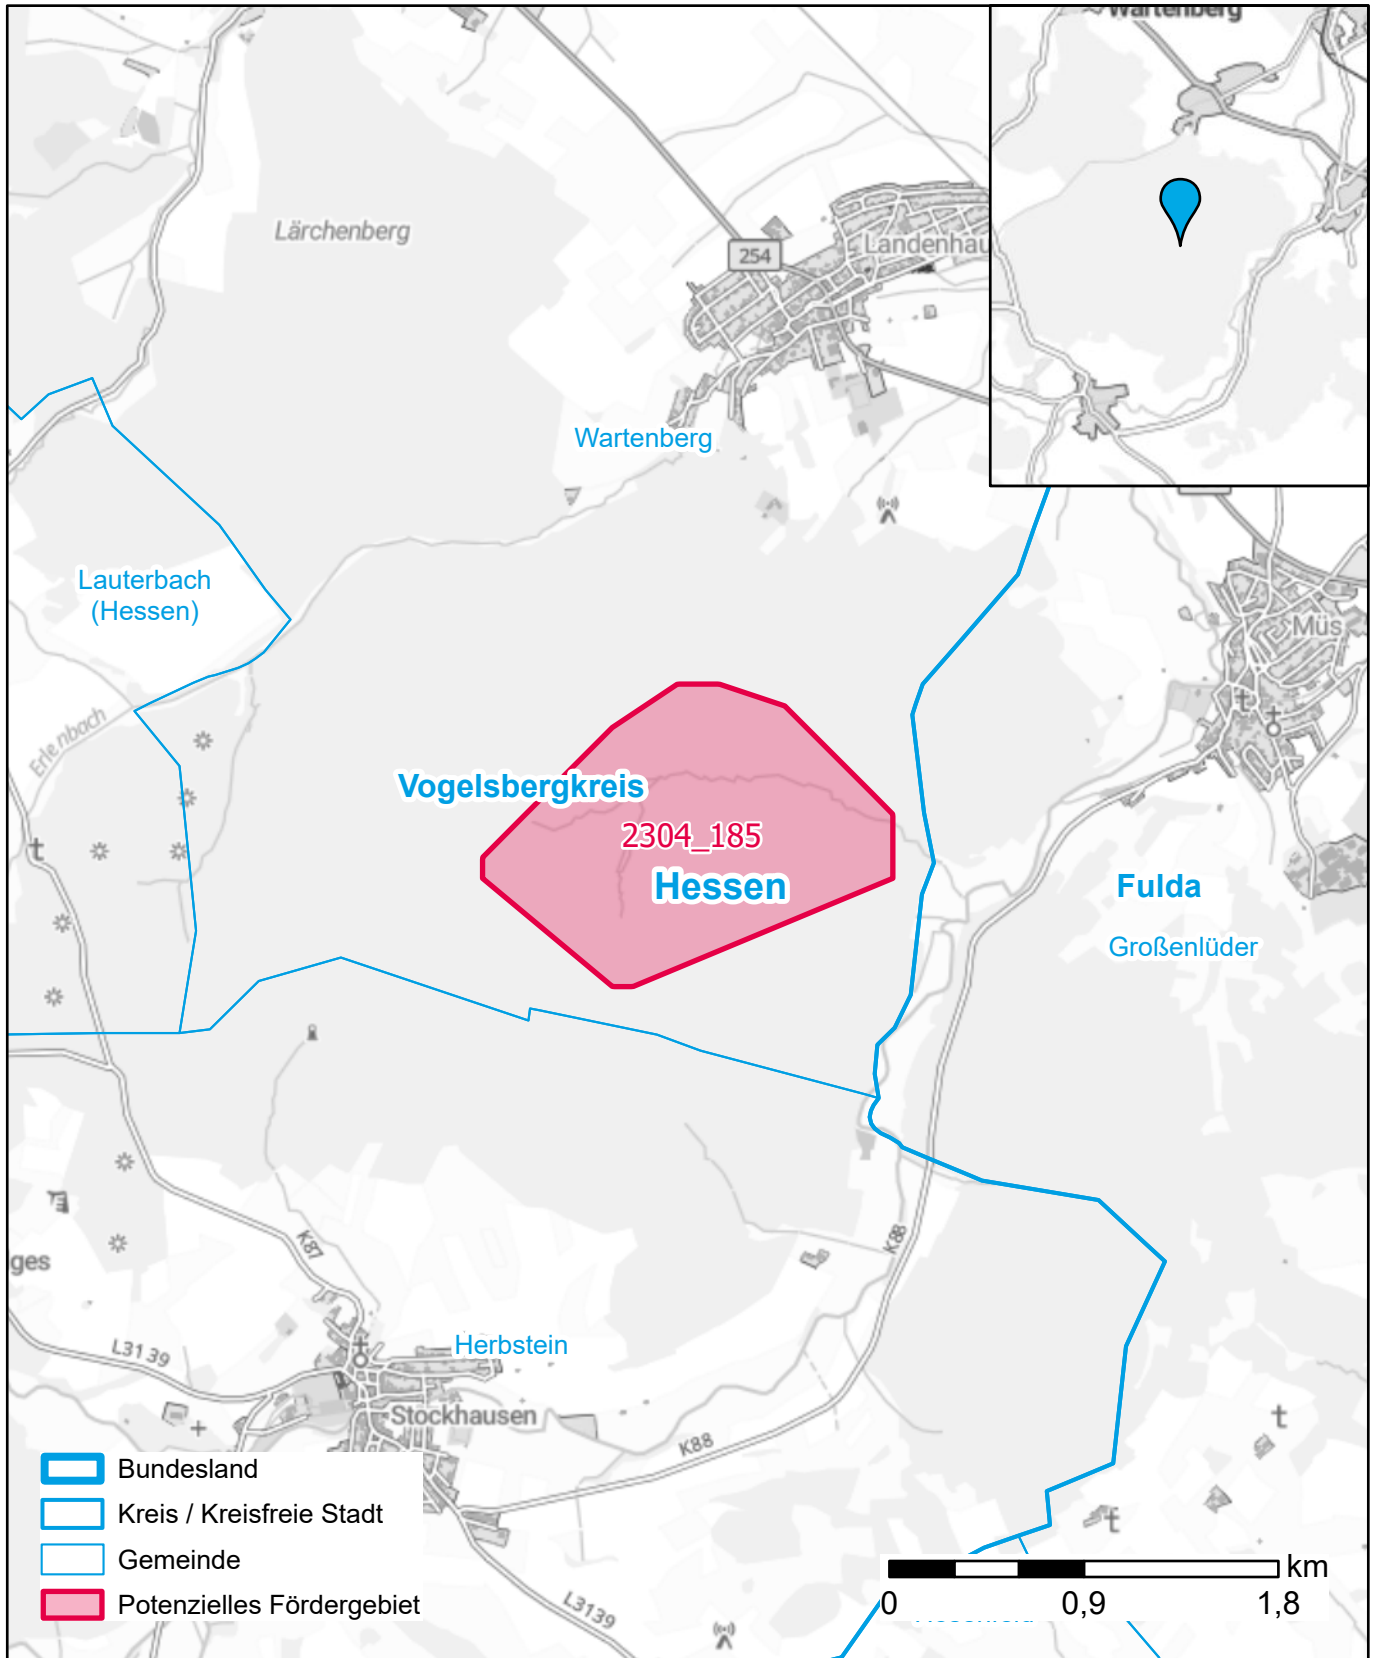 Wartenberg
Lärchenberg
254
Landenhau
Wartenberg
Lauterbach
(Hessen)
Müs
Erlenbach
Vogelsbergkreis
2304_185
Hessen
Fulda
Großenlüder
K88
K87
ges
L3139
Herbstein
Stockhausen
K88
Bundesland
Kreis / Kreisfreie Stadt
Gemeinde
Potenzielles Fördergebiet
L3139
km
0
0,9
1,8